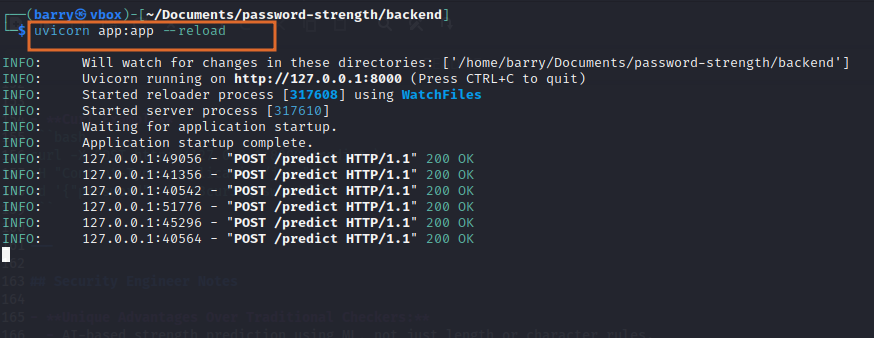 ┌──(barry㉿vbox)-[~/Documents/password-strength/backend]
└─$ uvicorn app:app --reload
INFO: Will watch for changes in these directories: ['/home/barry/Documents/password-strength/backend']
INFO: Uvicorn running on http://127.0.0.1:8000 (Press CTRL+C to quit)
INFO: Started reloader process [317608] using WatchFiles
INFO: Started server process [317610]
INFO: Waiting for application startup.
INFO: Application startup complete.
INFO: 127.0.0.1:49056 - "POST /predict HTTP/1.1" 200 OK
INFO: 127.0.0.1:41356 - "POST /predict HTTP/1.1" 200 OK
INFO: 127.0.0.1:40542 - "POST /predict HTTP/1.1" 200 OK
INFO: 127.0.0.1:51776 - "POST /predict HTTP/1.1" 200 OK
INFO: 127.0.0.1:45296 - "POST /predict HTTP/1.1" 200 OK
INFO: 127.0.0.1:40564 - "POST /predict HTTP/1.1" 200 OK
162
163 ## Security Engineer Notes
165 - **Unique Advantages Over Traditional Checkers:**
166 - AI-based strength predicting using ML, not just length or character rules